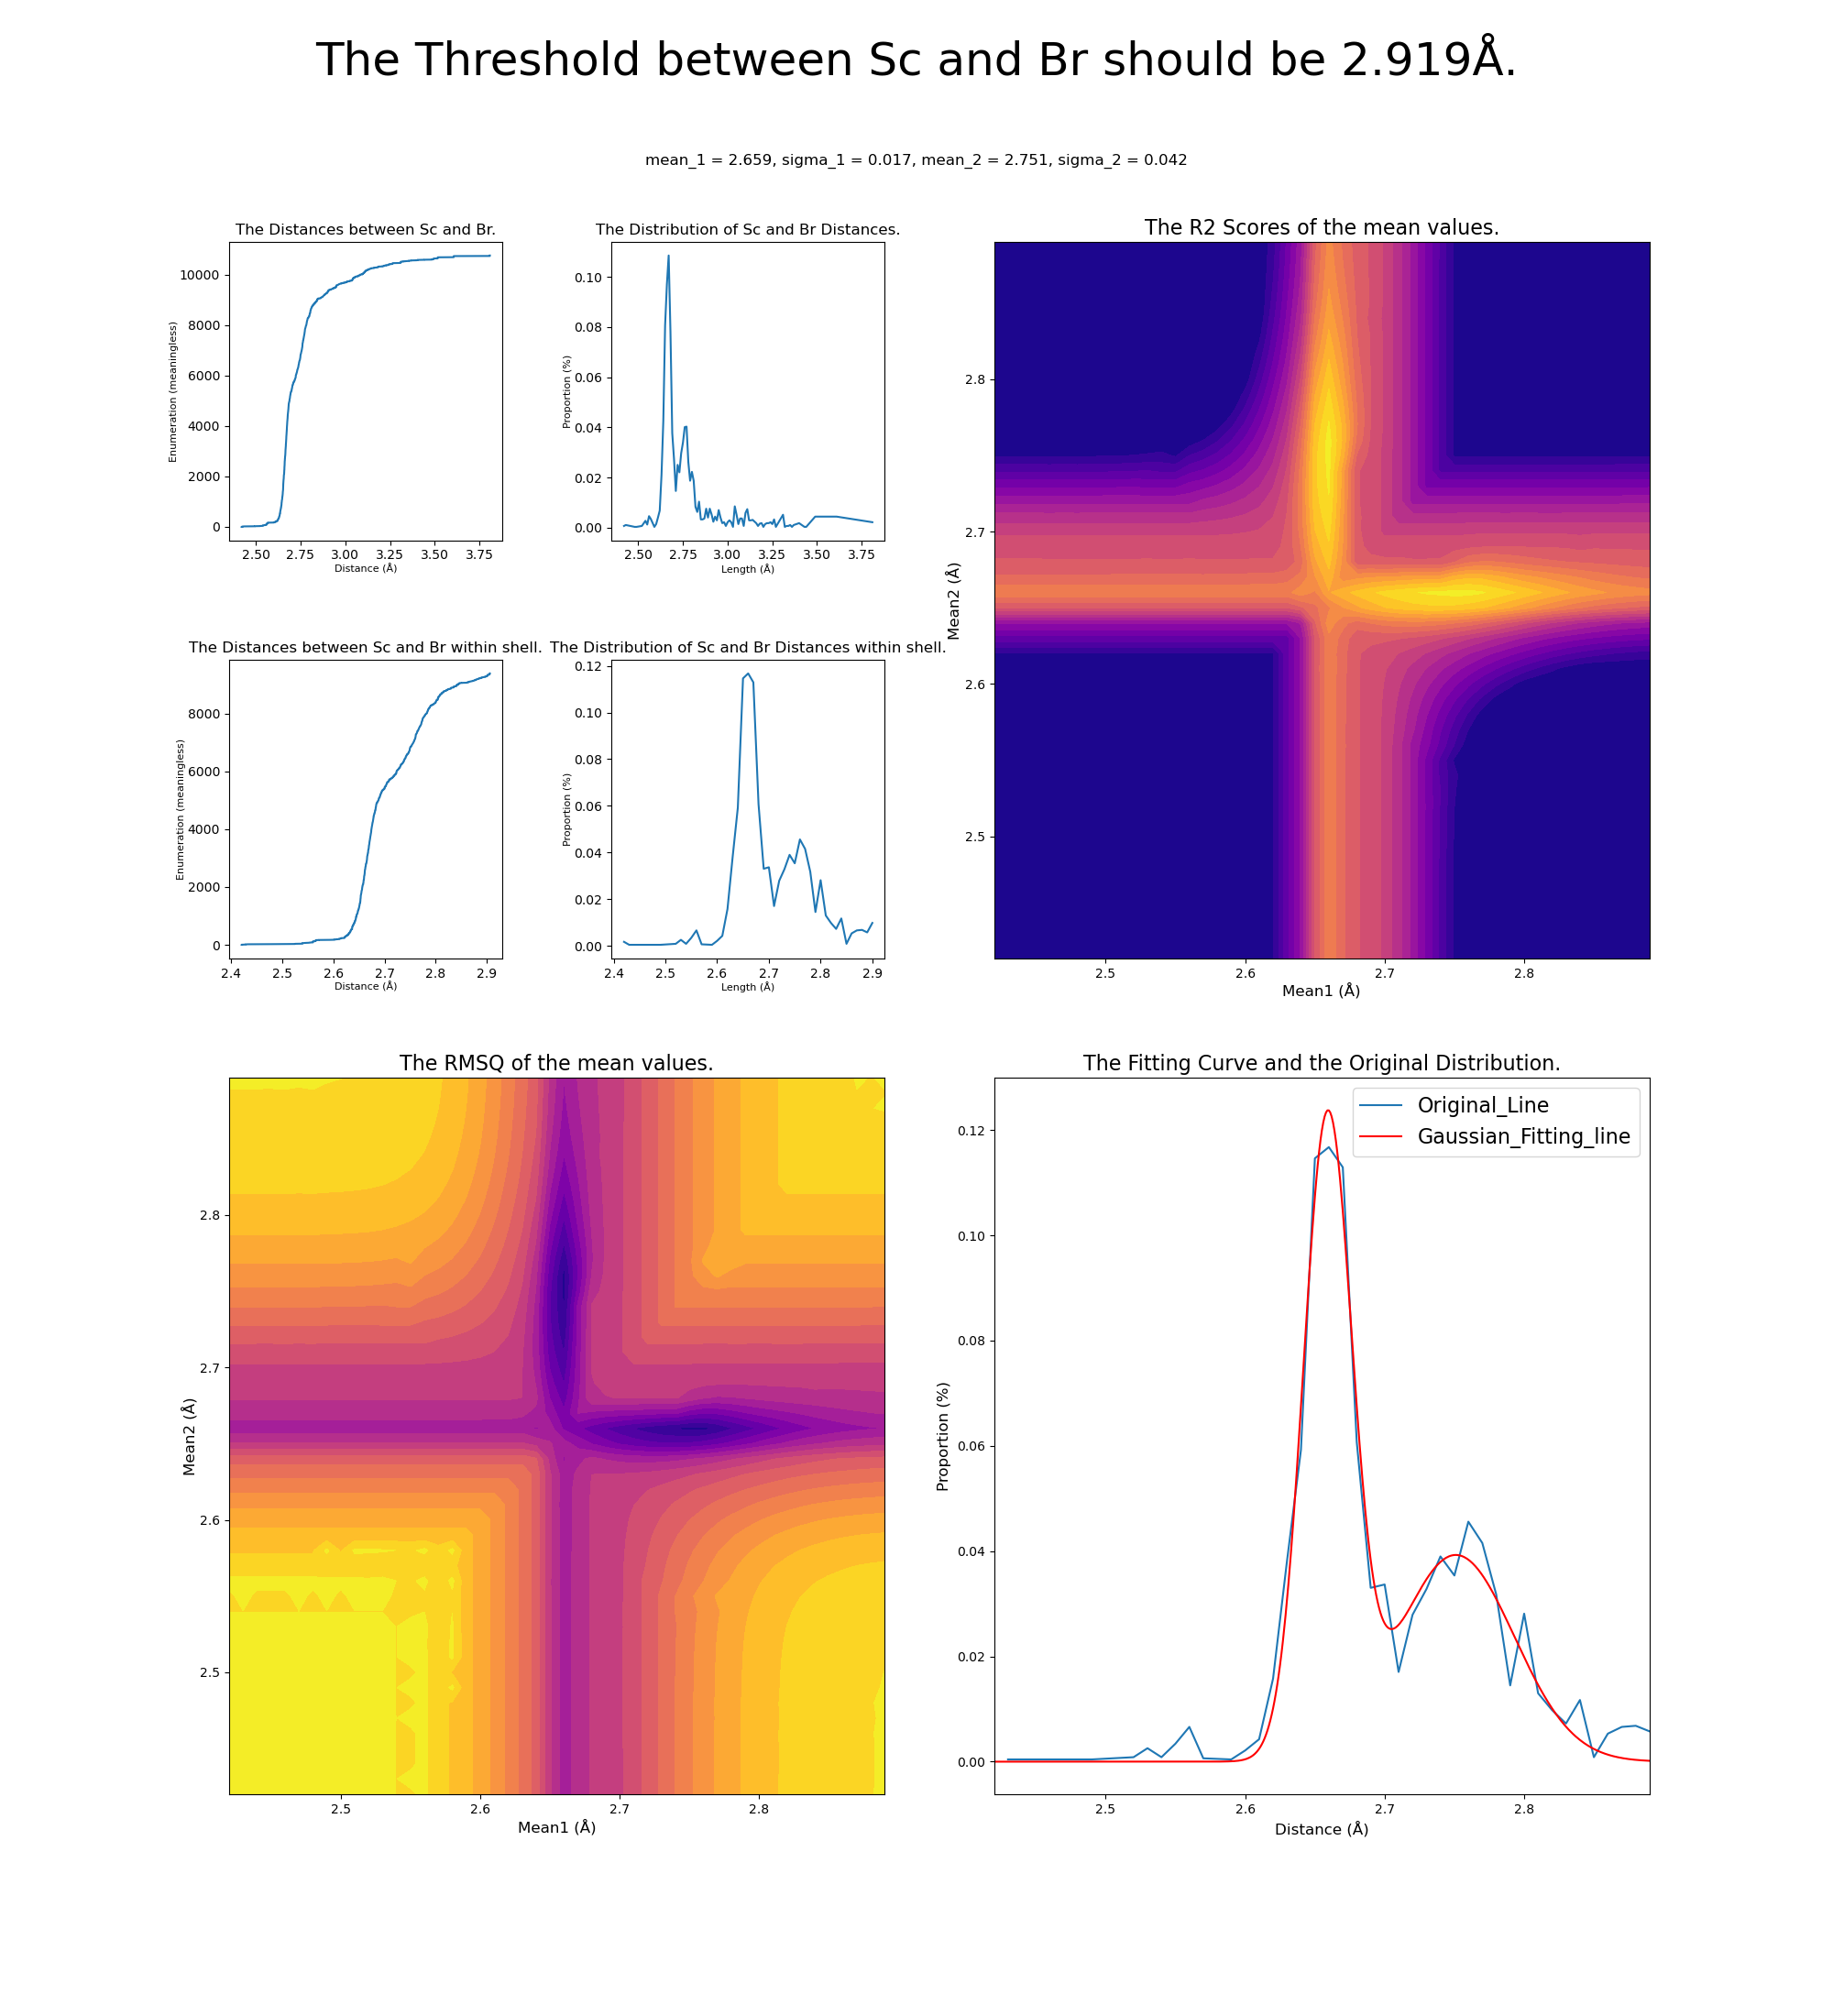 The Threshold between Sc and Br should be 2.919Å.
mean_1 = 2.659, sigma_1 = 0.017, mean_2 = 2.751, sigma_2 = 0.042
The Distances between Sc and Br.
Enumeration (meaningless)
10000
8000
6000
4000
2000
0
2.50 2.75 3.00 3.25 3.50 3.75
Distance (Å)
The Distribution of Sc and Br Distances.
Proportion (%)
0.10
0.08
0.06
0.04
0.02
0.00
2.50 2.75 3.00 3.25 3.50 3.75
Length (Å)
The R2 Scores of the mean values.
Mean2 (Å)
2.8
2.7
2.6
2.5
2.5 2.6 2.7 2.8
Mean1 (Å)
The Distances between Sc and Br within shell.
Enumeration (meaningless)
8000
6000
4000
2000
0
2.4 2.5 2.6 2.7 2.8 2.9
Distance (Å)
The Distribution of Sc and Br Distances within shell.
Proportion (%)
0.12
0.10
0.08
0.06
0.04
0.02
0.00
2.4 2.5 2.6 2.7 2.8 2.9
Length (Å)
The RMSQ of the mean values.
Mean2 (Å)
2.8
2.7
2.6
2.5
2.5 2.6 2.7 2.8
Mean1 (Å)
The Fitting Curve and the Original Distribution.
Original_Line
Gaussian_Fitting_line
Proportion (%)
0.12
0.10
0.08
0.06
0.04
0.02
0.00
2.5 2.6 2.7 2.8
Distance (Å)